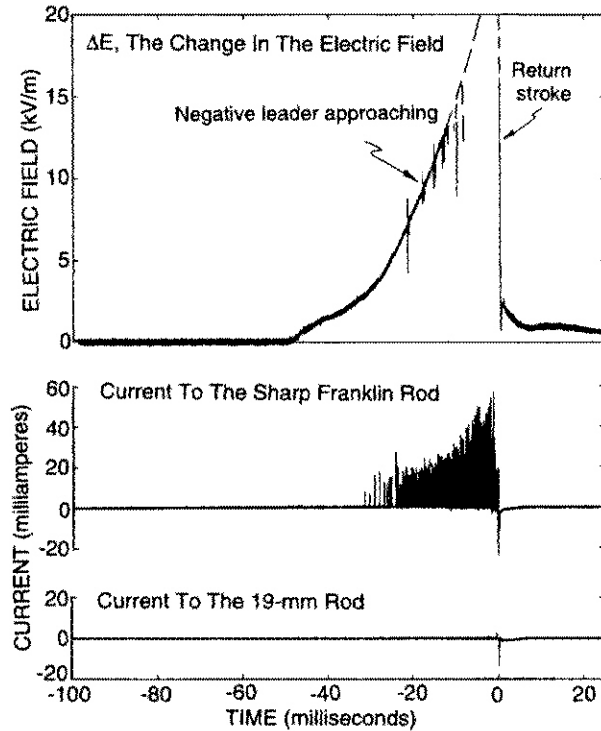 ΔE, The Change In The Electric Field
Negative leader approaching
Return
stroke
ELECTRIC FIELD (kV/m)
20
15
10
5
0
Current To The Sharp Franklin Rod
60
40
20
0
-20
Current To The 19-mm Rod
20
0
-20
CURRENT (milliamperes)
-100
-80
-60
-40
-20
0
20
TIME (milliseconds)